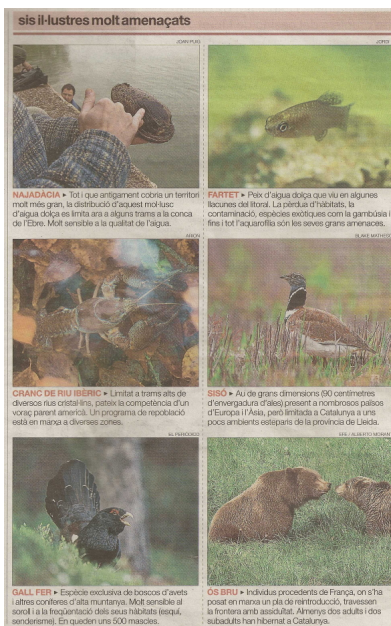 sis il·lustres molt amenaçats
JOAN PUIG
JORDI
NAJADÀCIA ▸ Tot i que antigament cobria un territori
molt més gran, la distribució d'aquest mol·lusc
d'aigua dolça es limita ara a alguns trams a la conca
de l'Ebre. Molt sensible a la qualitat de l'aigua.
FARTET ▸ Peix d'aigua dolça que viu en algunes
llacunes del litoral. La pèrdua d'hàbitats, la
contaminació, espècies exòtiques com la gambúsia i
fins i tot l'aquarofília són les seves grans amenaces.
BLAKE MATHESO
CRANC DE RIU IBÈRIC ▸ Limitat a trams alts de
diversos rius cristal·lins, pateix la competència d'un
voraç parent americà. Un programa de repoblació
està en marxa a diverses zones.
SISÓ ▸ Au de grans dimensions (90 centímetres
d'envergadura d'ales) present a nombrosos països
d'Europa i l'Àsia, però limitada a Catalunya a uns
pocs ambients esteparis de la província de Lleida.
EL PERIÓDICO
EFE / ALBERTO MORAN
GALL FER ▸ Espècie exclusiva de boscos d'avets
i altres coníferes d'alta muntanya. Molt sensible al
soroll i a la freqüentació dels seus hàbitats (esquí,
senderisme). En queden uns 500 mascles.
ÓS BRU ▸ Individus procedents de França, on s'ha
posat en marxa un pla de reintroducció, travessen
la frontera amb assiduïtat. Almenys dos adults i dos
subadults han hibernat a Catalunya.